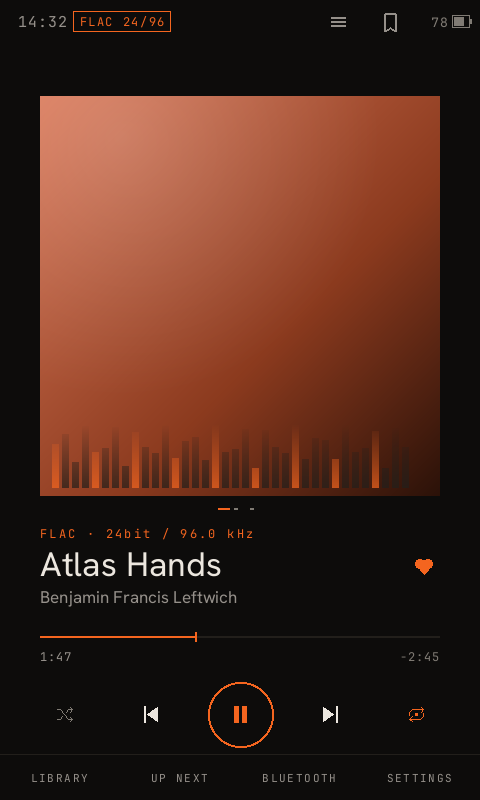 14:32 FLAC 24/96 78
FLAC · 24bit / 96.0 kHz
Atlas Hands
Benjamin Francis Leftwich
1:47 -2:45
LIBRARY UP NEXT BLUETOOTH SETTINGS